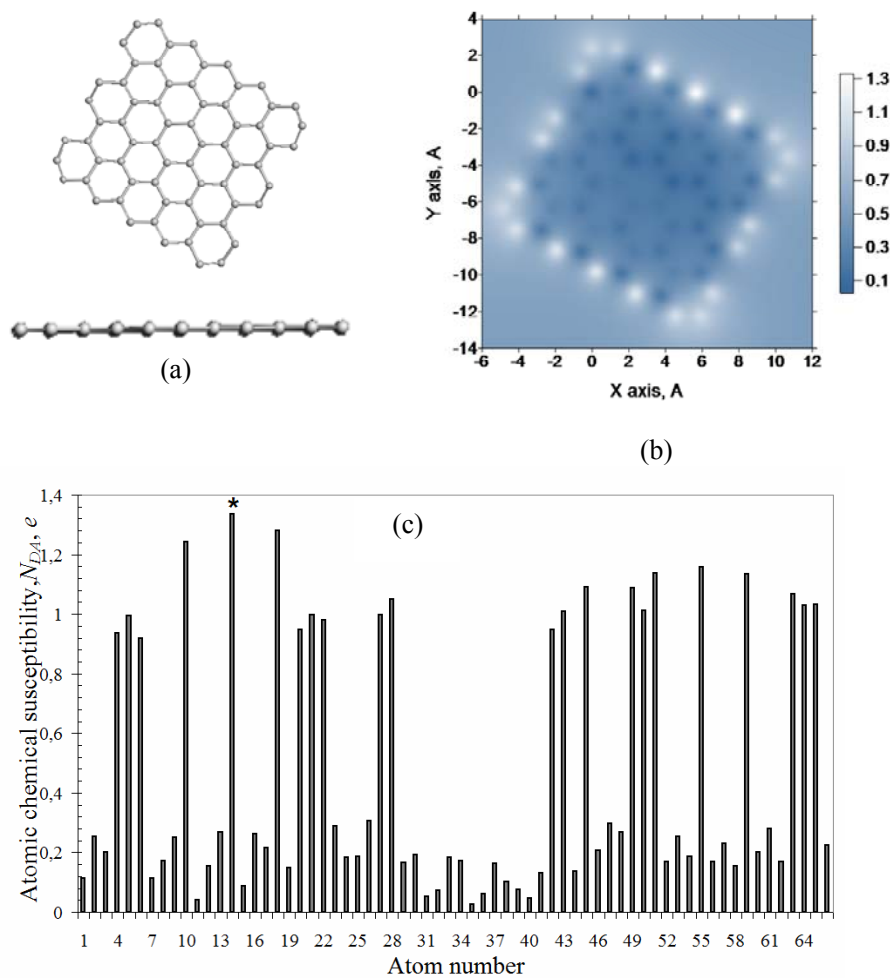 (a)
4
2
0
-2
-4
-6
-8
-10
-12
-14
-6 -4 -2 0 2 4 6 8 10 12
Y axis, A
X axis, A
1.3
1.1
0.9
0.7
0.5
0.3
0.1
(b)
1,4
1,2
1
0,8
0,6
0,4
0,2
0
Atomic chemical susceptibility, N_DA, e
*
(c)
1 4 7 10 13 16 19 22 25 28 31 34 37 40 43 46 49 52 55 58 61 64
Atom number